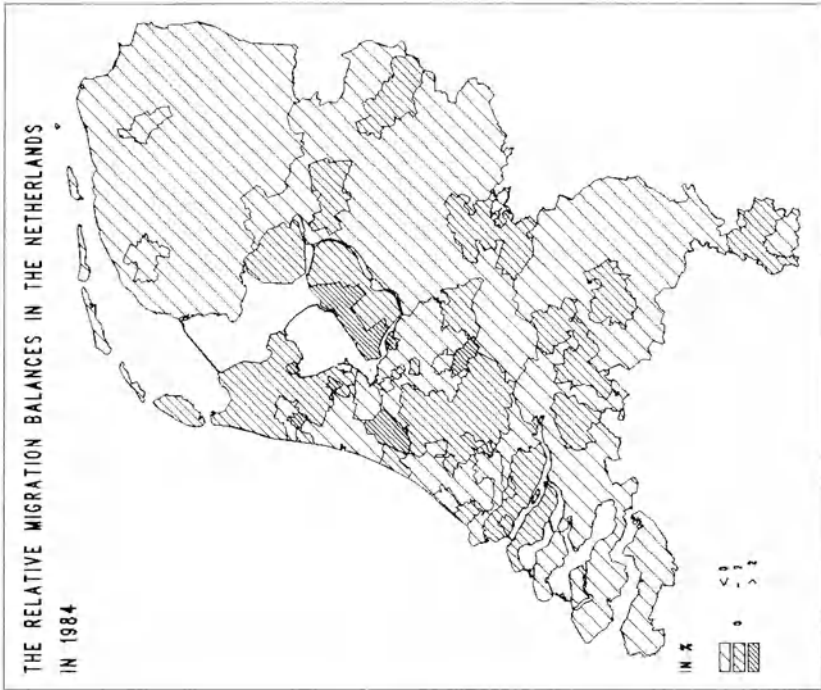 THE RELATIVE MIGRATION BALANCES IN THE NETHERLANDS
IN 1984
IN %
< 0
0 - 2
> 2